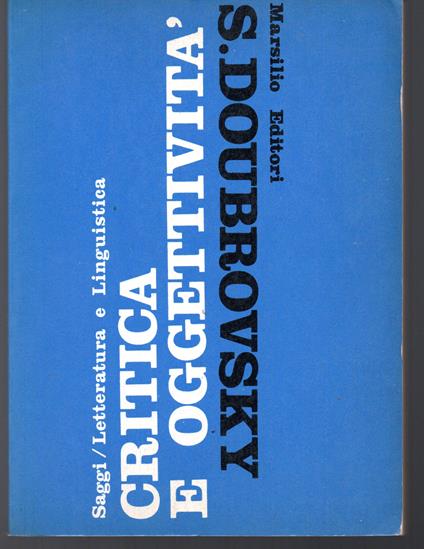 Saggi/Letteratura e Linguistica
CRITICA
E OGGETTIVITA'
S. DOUBROVSKY
Marsilio Editori